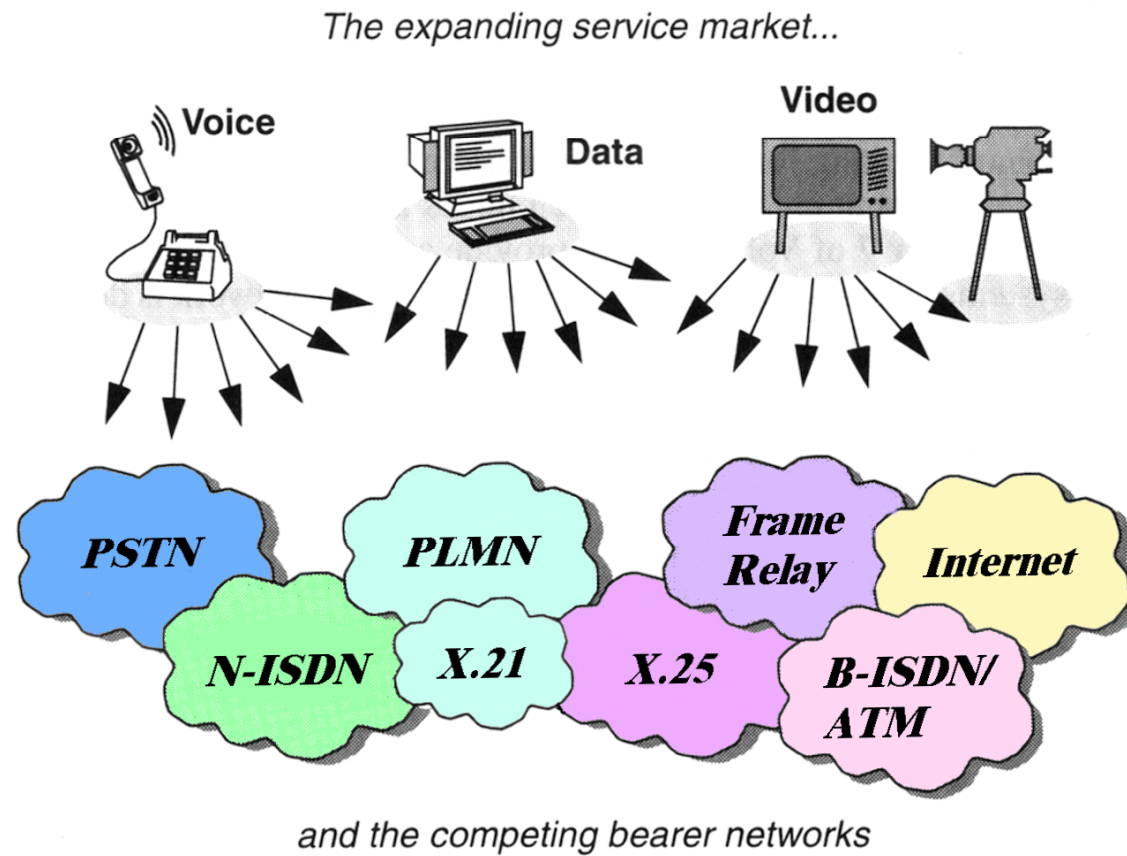 The expanding service market...
Voice
Data
Video
PSTN
PLMN
Frame
Relay
Internet
N-ISDN
X.21
X.25
B-ISDN/
ATM
and the competing bearer networks